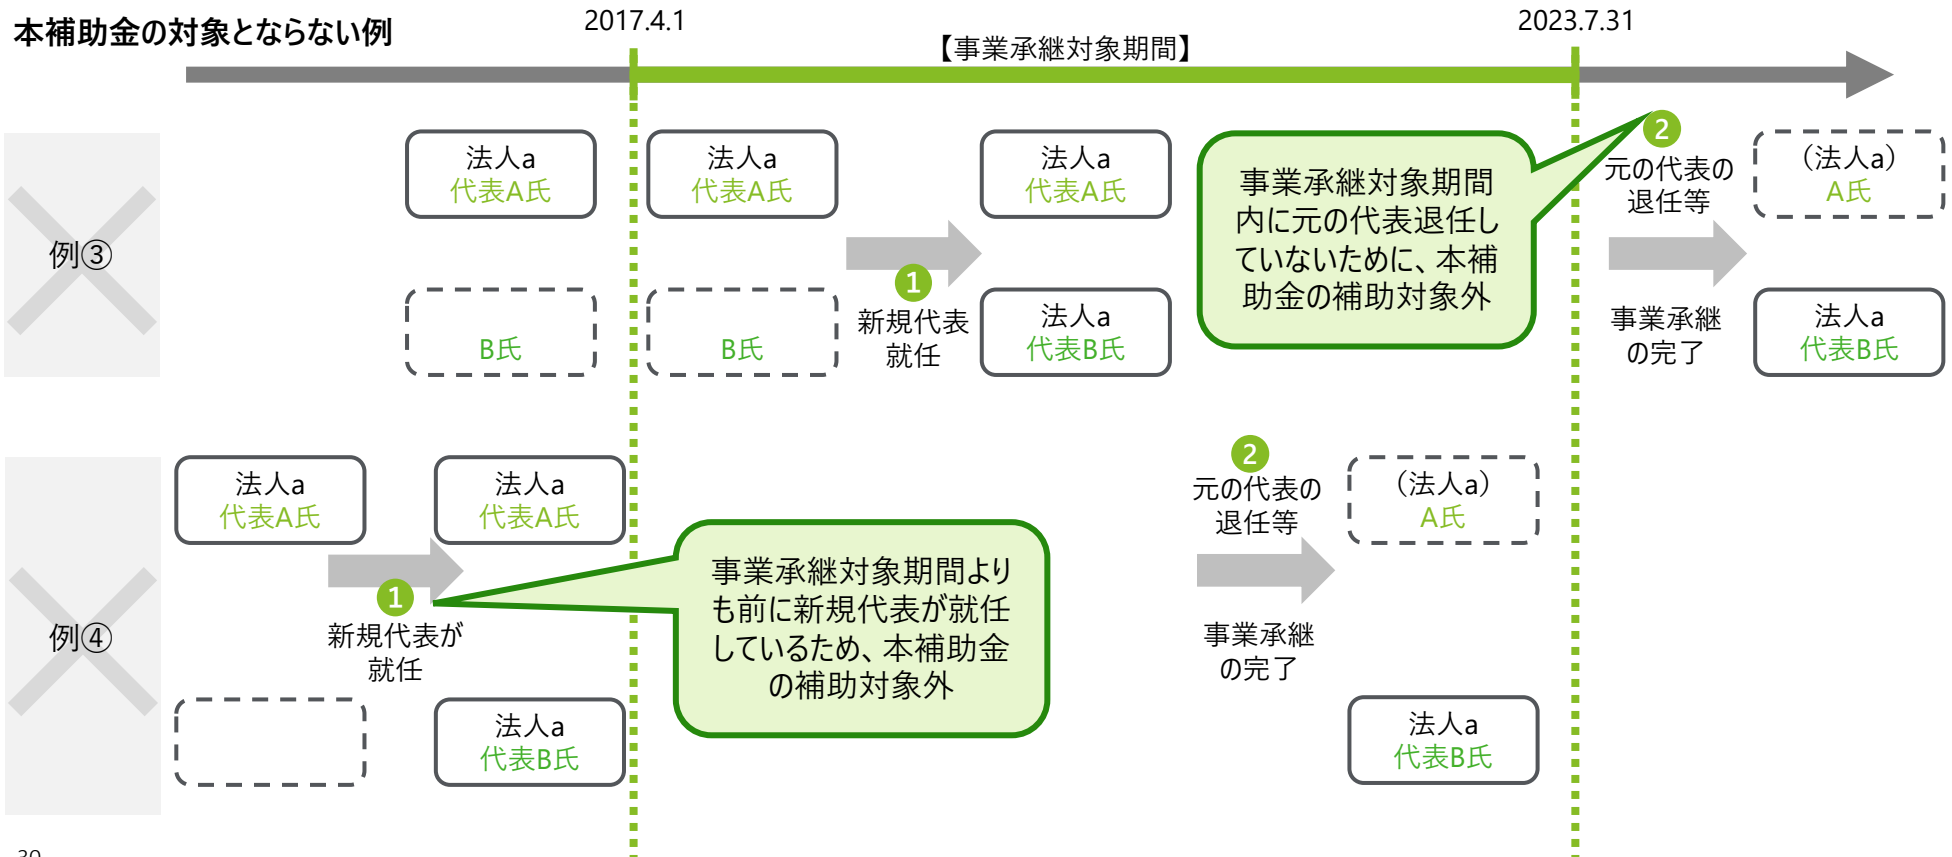 本補助金の対象とならない例
2017.4.1
【事業承継対象期間】
2023.7.31
例③
法人a
代表A氏
B氏
法人a
代表A氏
B氏
1
新規代表
就任
法人a
代表A氏
法人a
代表B氏
事業承継対象期間
内に元の代表退任し
ていないために、本補
助金の補助対象外
2
元の代表の
退任等
事業承継
の完了
（法人a）
A氏
法人a
代表B氏
例④
法人a
代表A氏
1
新規代表が
就任
法人a
代表A氏
法人a
代表B氏
事業承継対象期間より
も前に新規代表が就任
しているため、本補助金
の補助対象外
2
元の代表の
退任等
事業承継
の完了
（法人a）
A氏
法人a
代表B氏